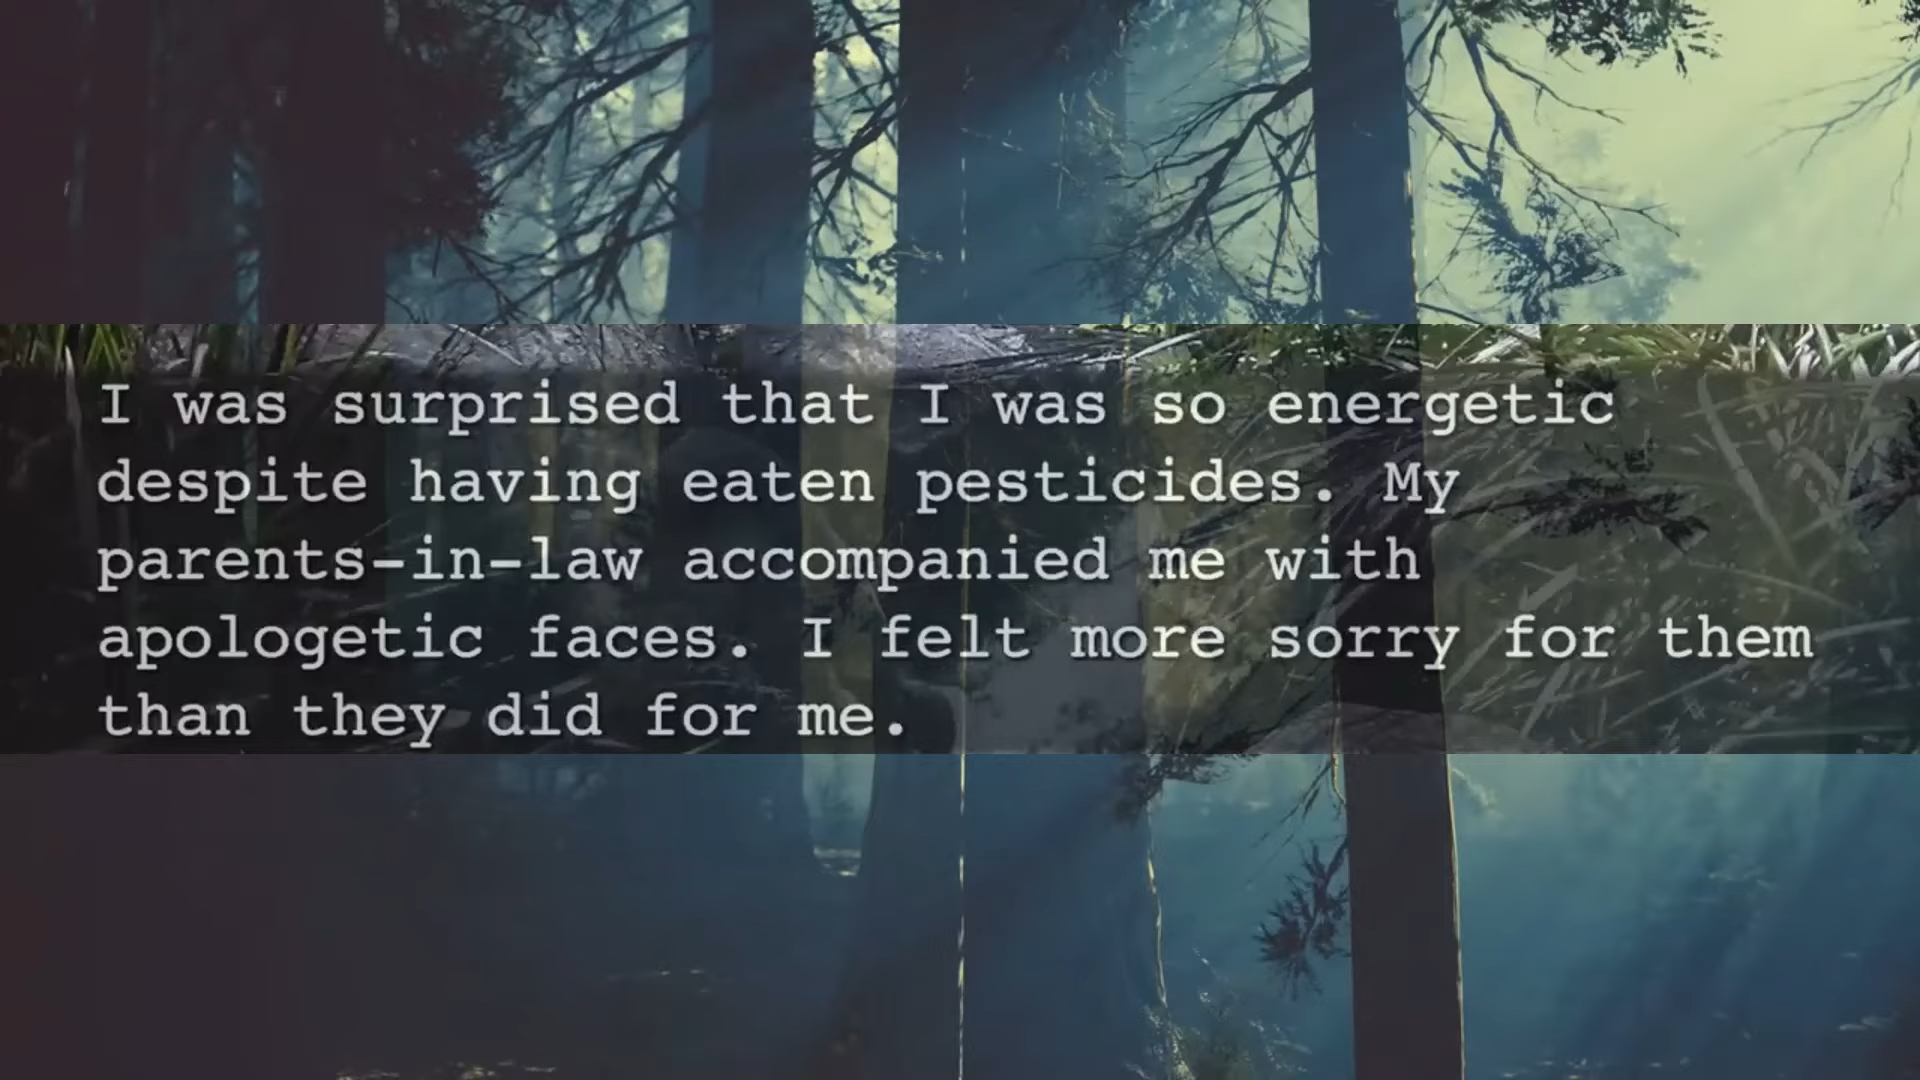 I was surprised that I was so energetic
despite having eaten pesticides. My
parents-in-law accompanied me with
apologetic faces. I felt more sorry for them
than they did for me.